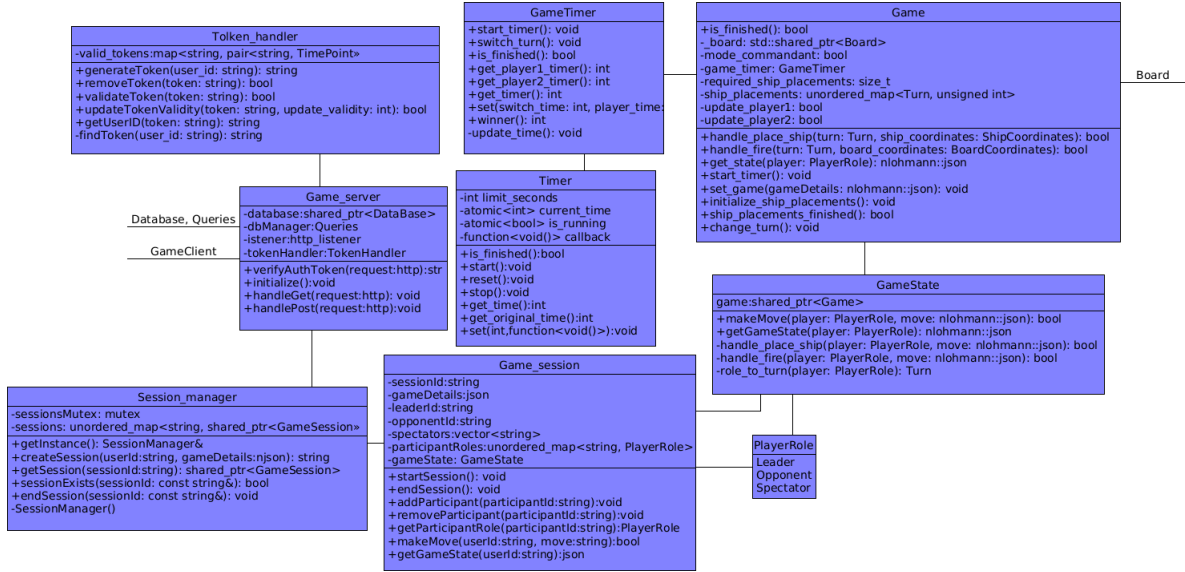 Tolken_handler
-valid_tokens:map<string, pair<string, TimePoint>>
+generateToken(user_id: string): string
+removeToken(token: string): bool
+validateToken(token: string): bool
+updateTokenValidity(token: string, update_validity: int): bool
+getUserID(token: string): string
-findToken(user_id: string): string
GameTimer
+start_timer(): void
+switch_turn(): void
+is_finished(): bool
+get_player1_timer(): int
+get_player2_timer(): int
+get_timer(): int
+set(switch_time: int, player_time:
+winner(): int
-update_time(): void
Game
+is_finished(): bool
-_board: std::shared_ptr<Board>
-mode_commandant: bool
-game_timer: GameTimer
-required_ship_placements: size_t
-ship_placements: unordered_map<Turn, unsigned int>
-update_player1: bool
-update_player2: bool
+handle_place_ship(turn: Turn, ship_coordinates: ShipCoordinates): bool
+handle_fire(turn: Turn, board_coordinates: BoardCoordinates): bool
+get_state(player: PlayerRole): nlohmann::json
+start_timer(): void
+set_game(gameDetails: nlohmann::json): void
+initialize_ship_placements(): void
+ship_placements_finished(): bool
+change_turn(): void
Board
Database, Queries
GameClient
Game_server
-database:shared_ptr<DataBase>
-dbManager:Queries
-istener:http_listener
-tokenHandler:TokenHandler
+verifyAuthToken(request:http):str
+initialize():void
+handleGet(request:http): void
+handlePost(request:http):void
Timer
-int limit_seconds
-atomic<int> current_time
-atomic<bool> is_running
-function<void()> callback
+is_finished():bool
+start():void
+reset():void
+stop():void
+get_time():int
+get_original_time():int
+set(int,function<void()>):void
GameState
game:shared_ptr<Game>
+makeMove(player: PlayerRole, move: nlohmann::json): bool
+getGameState(player: PlayerRole): nlohmann::json
-handle_place_ship(player: PlayerRole, move: nlohmann::json): bool
-handle_fire(player: PlayerRole, move: nlohmann::json): bool
-role_to_turn(player: PlayerRole): Turn
Session_manager
-sessionsMutex: mutex
-sessions: unordered_map<string, shared_ptr<GameSession>>
+getInstance(): SessionManager&
+createSession(userId:string, gameDetails:njson): string
+getSession(sessionId:string): shared_ptr<GameSession>
+sessionExists(sessionId: const string&): bool
+endSession(sessionId: const string&): void
-SessionManager()
Game_session
-sessionId:string
-gameDetails:json
-leaderId:string
-opponentId:string
-spectators:vector<string>
-participantRoles:unordered_map<string, PlayerRole>
-gameState: GameState
+startSession(): void
+endSession(): void
+addParticipant(participantId:string):void
+removeParticipant(participantId:string):void
+getParticipantRole(participantId:string):PlayerRole
+makeMove(userId:string, move:string):bool
+getGameState(userId:string):json
PlayerRole
Leader
Opponent
Spectator